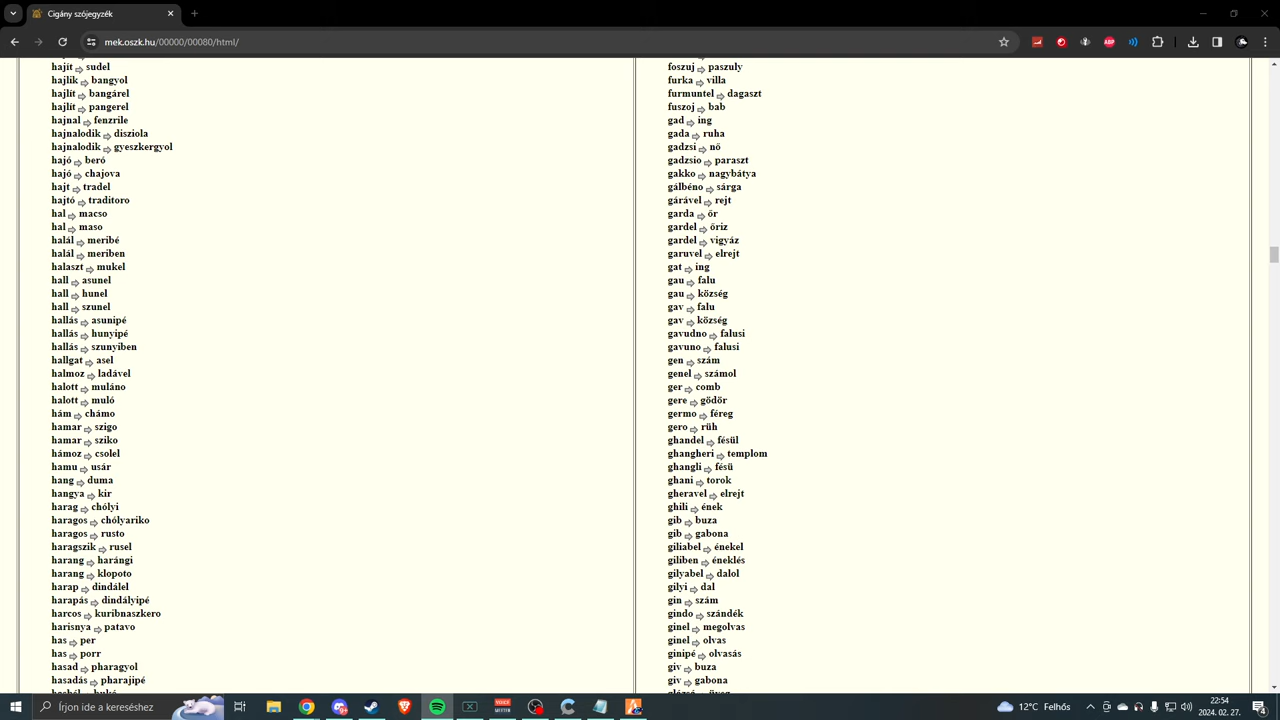 Cigány szójegyzék
mek.oszk.hu/00000/00080/html/
hajít ⇨ sudel
hajlik ⇨ bangyol
hajlít ⇨ bangárel
hajlít ⇨ pangerel
hajnal ⇨ fenzrile
hajnalodik ⇨ disziola
hajnalodik ⇨ gyeszkergyol
hajó ⇨ beró
hajó ⇨ chajova
hajt ⇨ tradel
hajtó ⇨ traditoro
hal ⇨ macso
hal ⇨ maso
halál ⇨ meribé
halál ⇨ meriben
halaszt ⇨ mukel
hall ⇨ asunel
hall ⇨ hunel
hall ⇨ szunel
hallás ⇨ asunipé
hallás ⇨ hunyipé
hallás ⇨ szunyiben
hallgat ⇨ asel
halmoz ⇨ ladável
halott ⇨ muláno
halott ⇨ muló
hám ⇨ chámo
hamar ⇨ szigo
hamar ⇨ sziko
hámoz ⇨ csolel
hamu ⇨ usár
hang ⇨ duma
hangya ⇨ kir
harag ⇨ chólyi
haragos ⇨ chólyariko
haragos ⇨ rusto
haragszik ⇨ rusel
harang ⇨ harángi
harang ⇨ klopoto
harap ⇨ dindálel
harapás ⇨ dindályipé
harcos ⇨ kuribnaszkero
harisnya ⇨ patavo
has ⇨ per
has ⇨ porr
hasad ⇨ pharagyol
hasadás ⇨ pharajipé
foszuj ⇨ paszuly
furka ⇨ villa
furmuntel ⇨ dagaszt
fuszoj ⇨ bab
gad ⇨ ing
gada ⇨ ruha
gadzsi ⇨ nő
gadzsio ⇨ paraszt
gakko ⇨ nagybátya
gálbéno ⇨ sárga
gárável ⇨ rejt
garda ⇨ őr
gardel ⇨ őriz
gardel ⇨ vigyáz
garuvel ⇨ elrejt
gat ⇨ ing
gau ⇨ falu
gau ⇨ község
gav ⇨ falu
gav ⇨ község
gavudno ⇨ falusi
gavuno ⇨ falusi
gen ⇨ szám
genel ⇨ számol
ger ⇨ comb
gere ⇨ gödör
germo ⇨ féreg
gero ⇨ rüh
ghandel ⇨ fésül
ghangheri ⇨ templom
ghangli ⇨ fésü
ghani ⇨ torok
gheravel ⇨ elrejt
ghili ⇨ ének
gib ⇨ buza
gib ⇨ gabona
giliabel ⇨ énekel
giliben ⇨ éneklés
gilyabel ⇨ dalol
gilyi ⇨ dal
gin ⇨ szám
gindo ⇨ szándék
ginel ⇨ megolvas
ginel ⇨ olvas
ginipé ⇨ olvasás
giv ⇨ buza
giv ⇨ gabona
Írjon ide a kereséshez
12°C Felhős
22:54
2024. 02. 27.